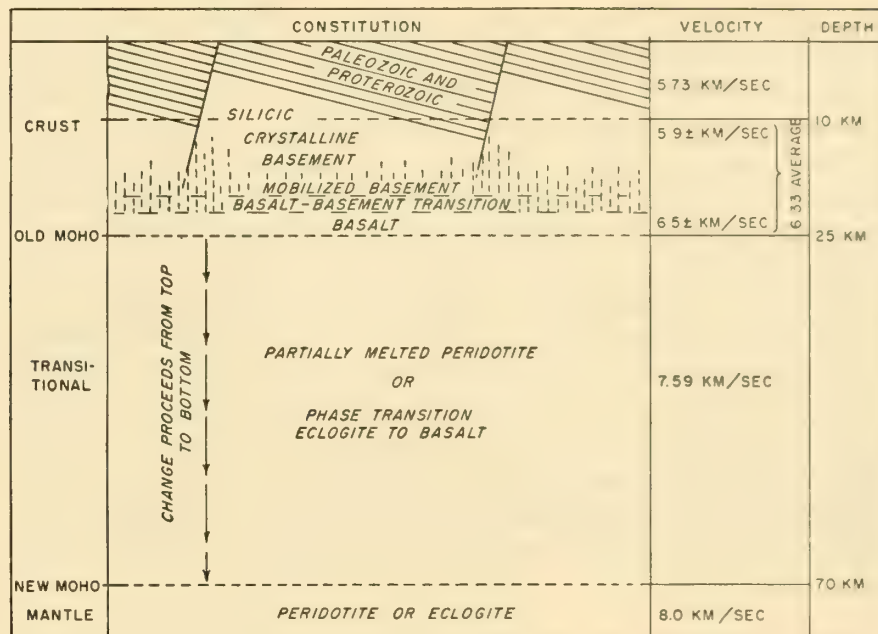 CONSTITUTION VELOCITY DEPTH
PALEOZOIC AND
PROTEROZOIC
5.73 KM/SEC
SILICIC
10 KM
CRUST
CRYSTALLINE
BASEMENT
5.9± KM/SEC
6.33 AVERAGE
MOBILIZED BASEMENT
BASALT-BASEMENT TRANSITION
BASALT
6.5± KM/SEC
OLD MOHO
25 KM
CHANGE PROCEEDS FROM TOP
TO BOTTOM
PARTIALLY MELTED PERIDOTITE
OR
PHASE TRANSITION
ECLOGITE TO BASALT
TRANSI-
TIONAL
7.59 KM/SEC
NEW MOHO
70 KM
MANTLE
PERIDOTITE OR ECLOGITE
8.0 KM/SEC